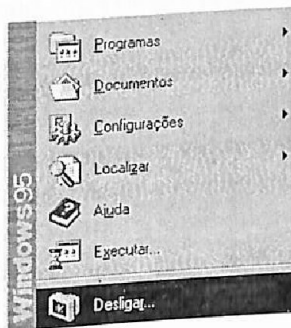 Programas
Documentos
Configurações
Localizar
Ajuda
Executar...
Desligar...
Windows95